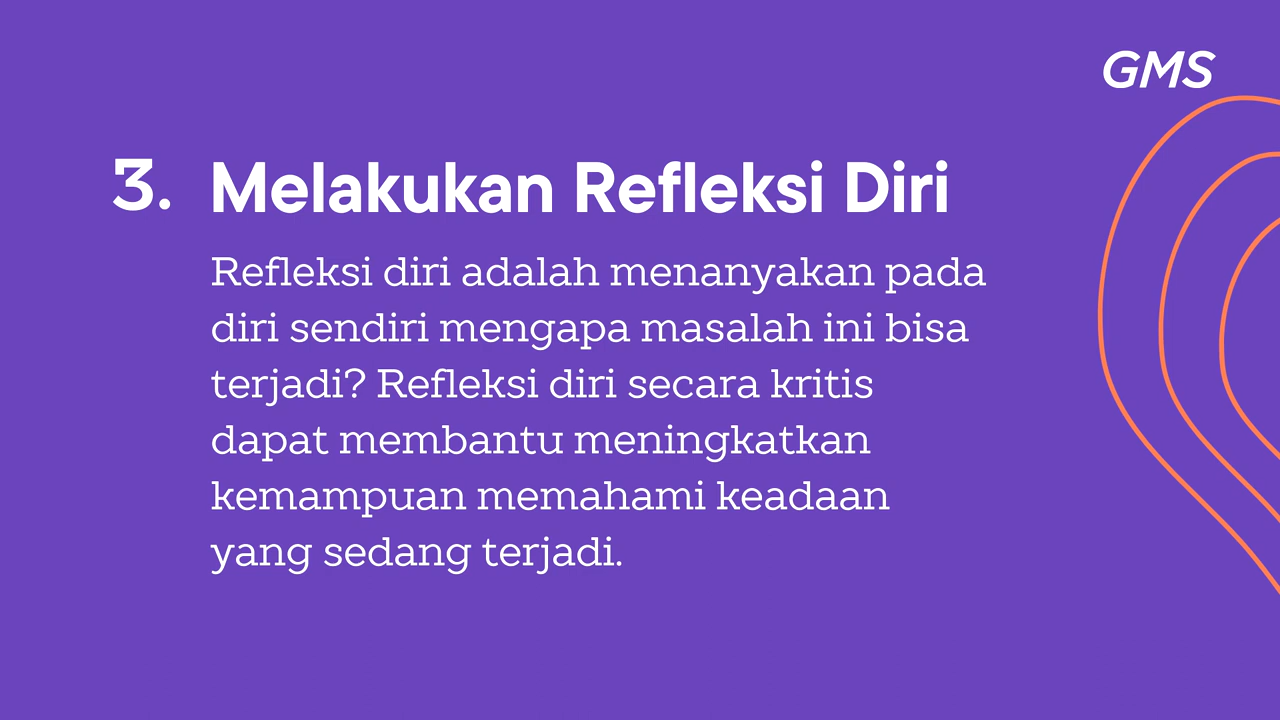 GMS
3. Melakukan Refleksi Diri
Refleksi diri adalah menanyakan pada
diri sendiri mengapa masalah ini bisa
terjadi? Refleksi diri secara kritis
dapat membantu meningkatkan
kemampuan memahami keadaan
yang sedang terjadi.